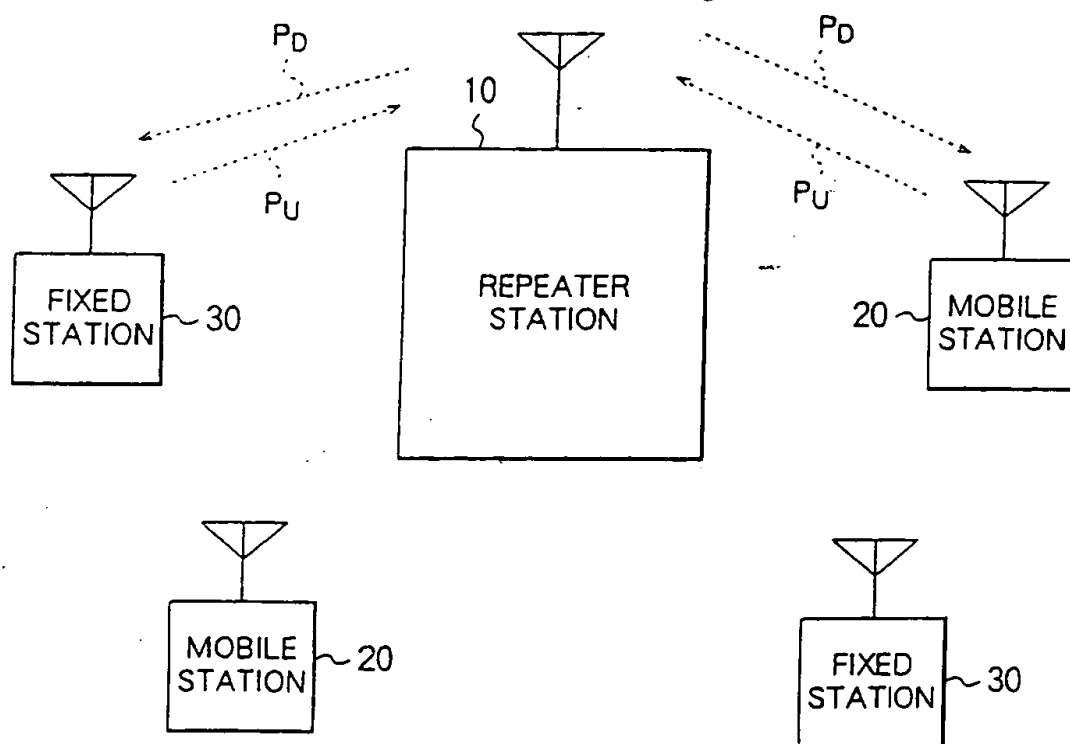 PD
PD
10
PU
PU
FIXED
STATION
30
REPEATER
STATION
20
MOBILE
STATION
MOBILE
STATION
20
FIXED
STATION
30